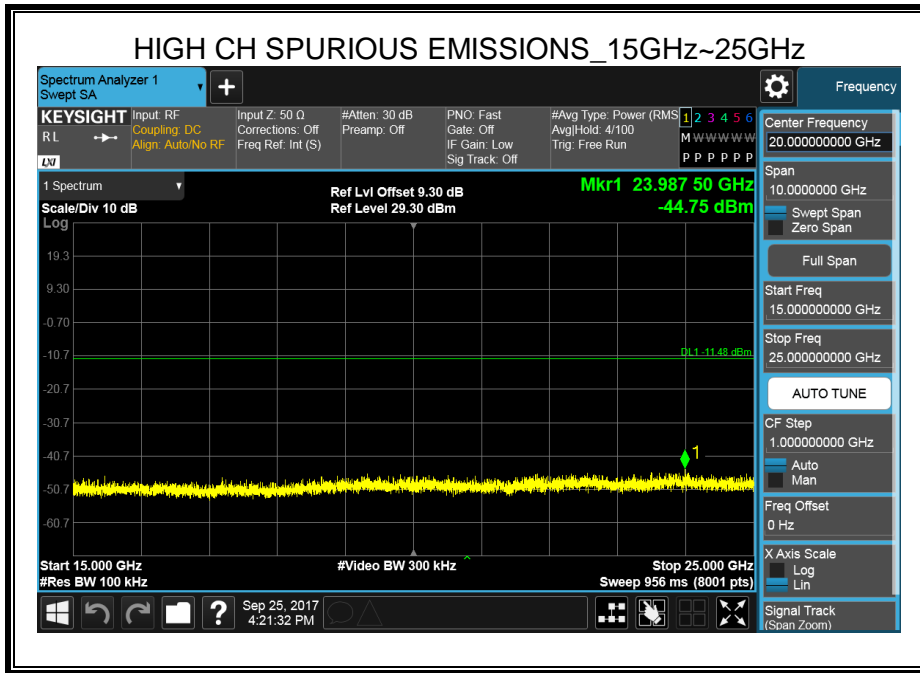 HIGH CH SPURIOUS EMISSIONS_15GHz~25GHz
Spectrum Analyzer 1
Swept SA
Frequency
KEYSIGHT
RL
LXI
Input: RF
Coupling: DC
Align: Auto/No RF
Input Z: 50 Ω
Corrections: Off
Freq Ref: Int (S)
#Atten: 30 dB
Preamp: Off
PNO: Fast
Gate: Off
IF Gain: Low
Sig Track: Off
#Avg Type: Power (RMS
Avg|Hold: 4/100
Trig: Free Run
1 2 3 4 5 6
M W W W W W
P P P P P P
1 Spectrum
Scale/Div 10 dB
Log
Ref Lvl Offset 9.30 dB
Ref Level 29.30 dBm
Mkr1 23.987 50 GHz
-44.75 dBm
19.3
9.30
-0.70
-10.7
-20.7
-30.7
-40.7
-50.7
-60.7
DL1 -11.48 dBm
1
Start 15.000 GHz
#Res BW 100 kHz
#Video BW 300 kHz
Stop 25.000 GHz
Sweep 956 ms (8001 pts)
Sep 25, 2017
4:21:32 PM
Center Frequency
20.000000000 GHz
Span
10.0000000 GHz
Swept Span
Zero Span
Full Span
Start Freq
15.000000000 GHz
Stop Freq
25.000000000 GHz
AUTO TUNE
CF Step
1.000000000 GHz
Auto
Man
Freq Offset
0 Hz
X Axis Scale
Log
Lin
Signal Track
(Span Zoom)